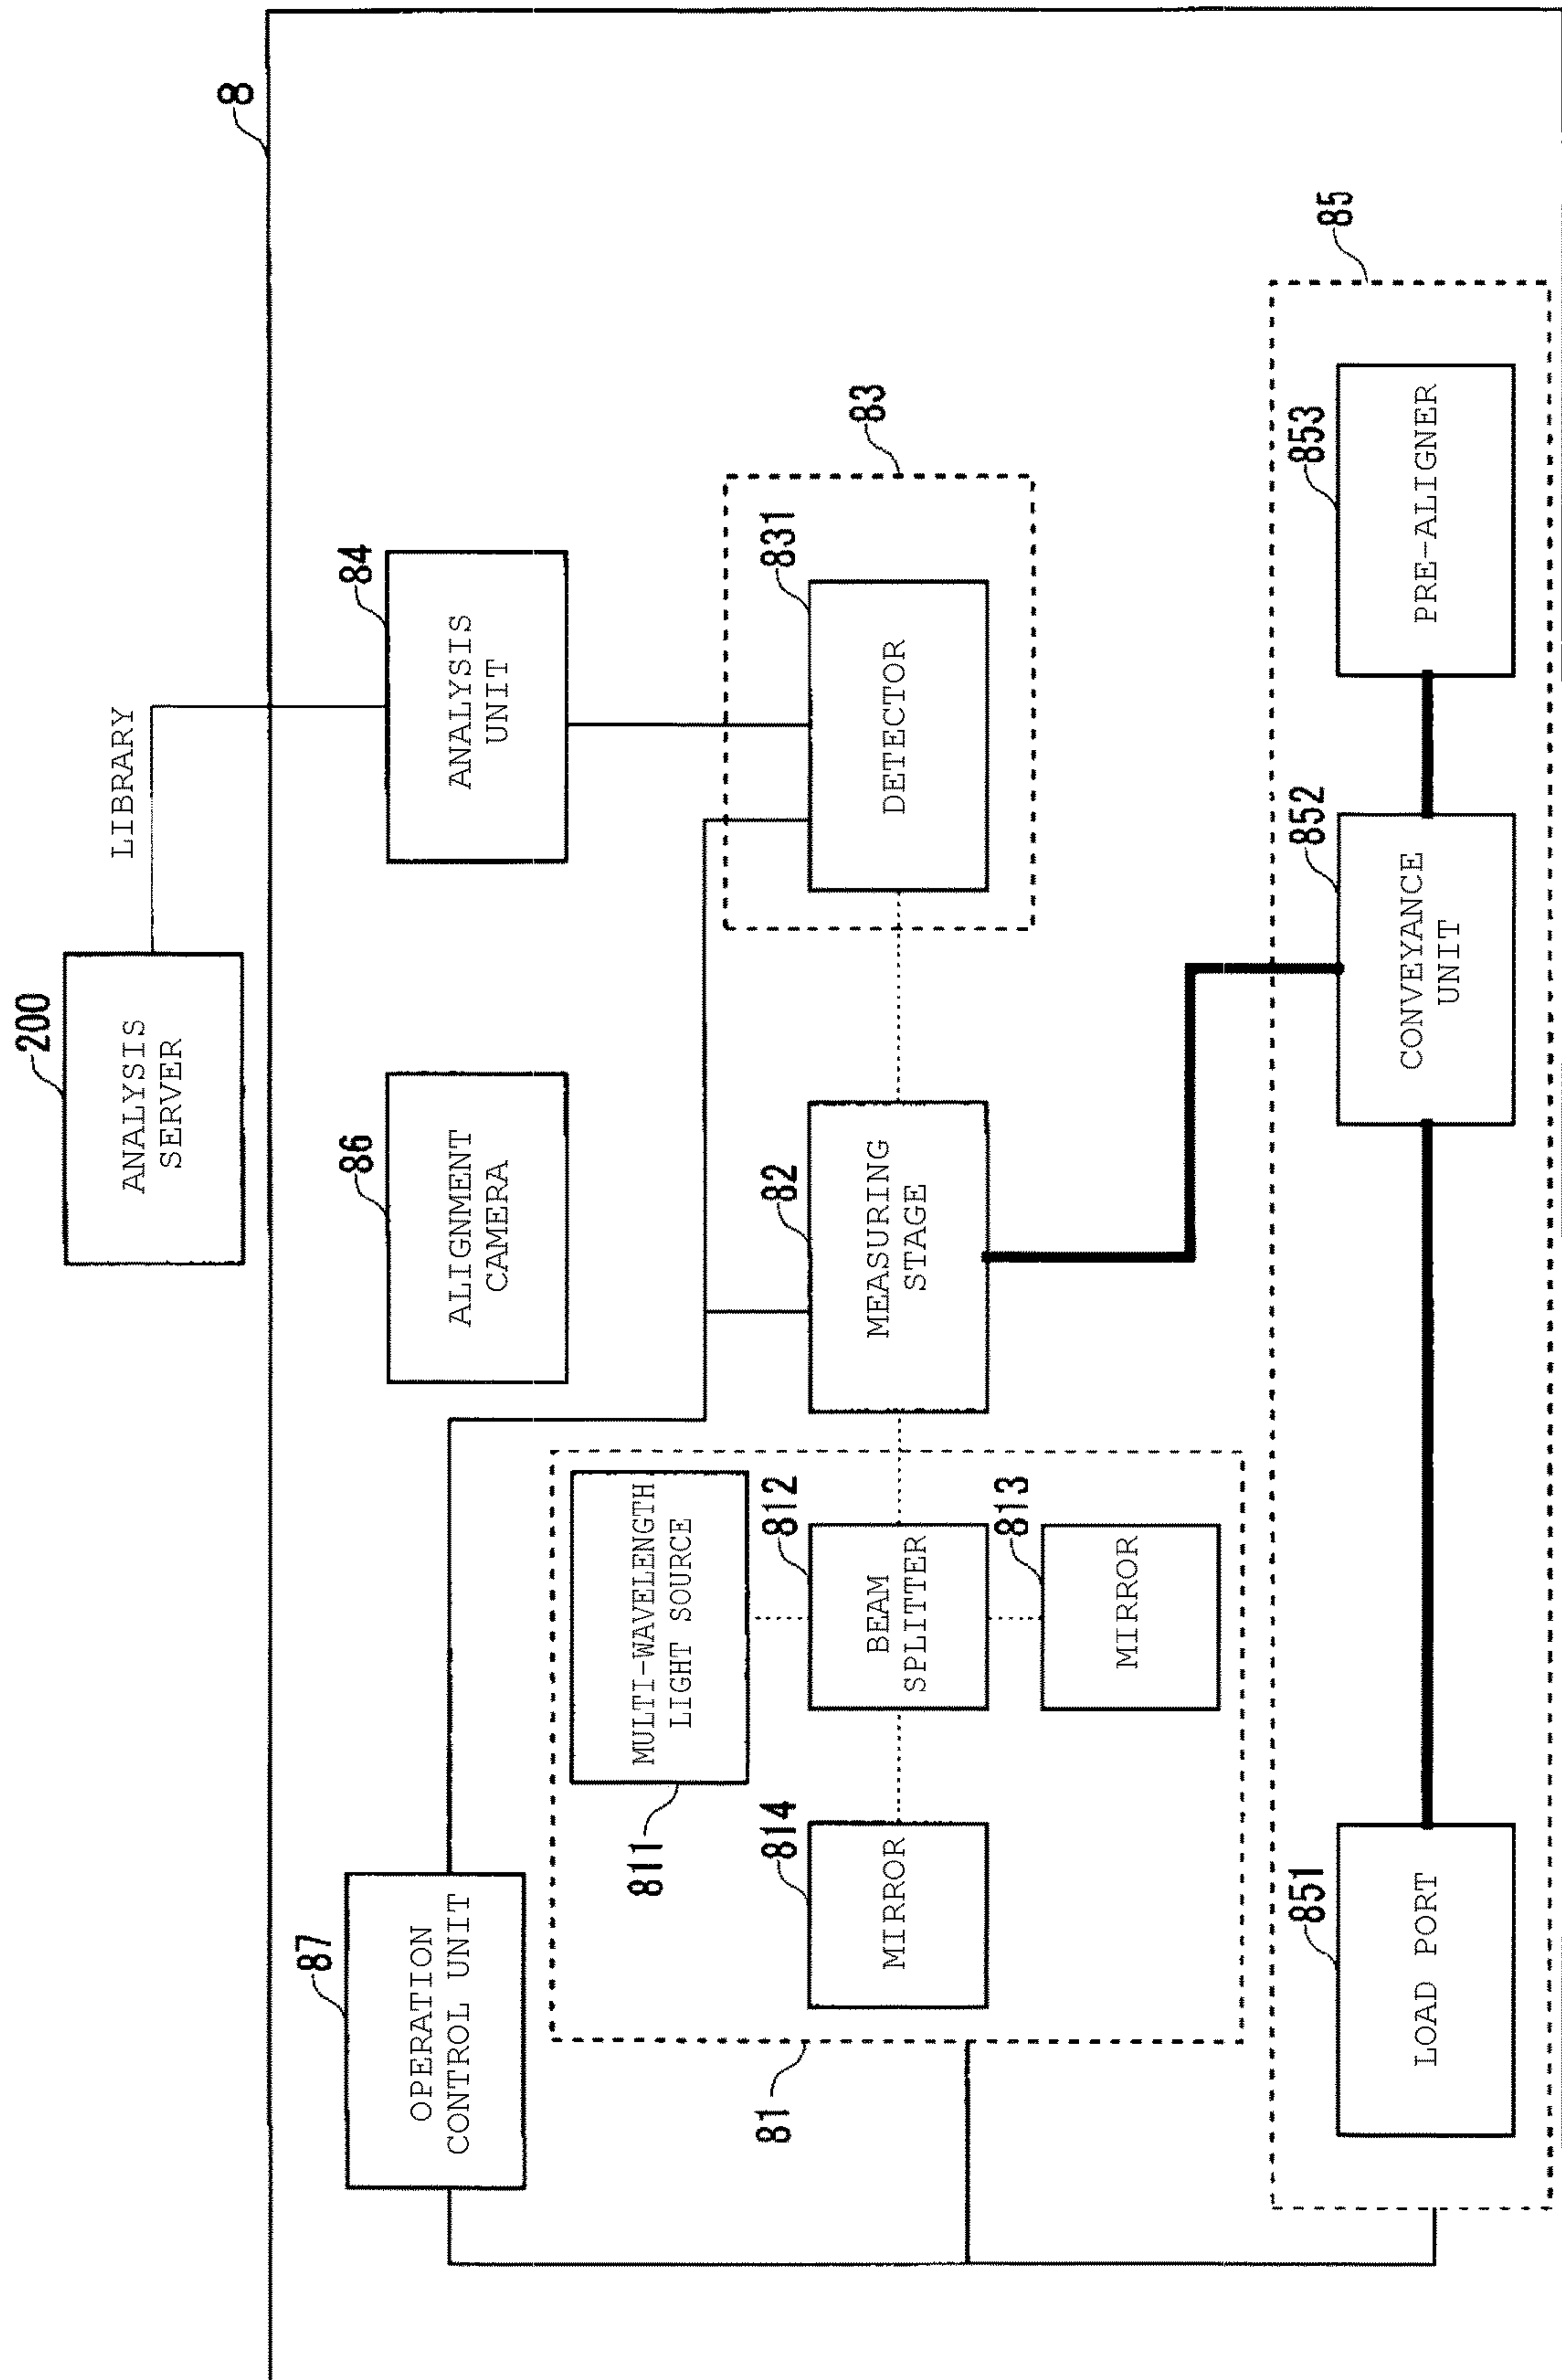 200
ANALYSIS
SERVER
LIBRARY
8
87
OPERATION
CONTROL UNIT
86
ALIGNMENT
CAMERA
84
ANALYSIS
UNIT
81
811
MULTI-WAVELENGTH
LIGHT SOURCE
814
MIRROR
812
BEAM
SPLITTER
813
MIRROR
82
MEASURING
STAGE
83
831
DETECTOR
85
851
LOAD PORT
852
CONVEYANCE
UNIT
853
PRE-ALIGNER